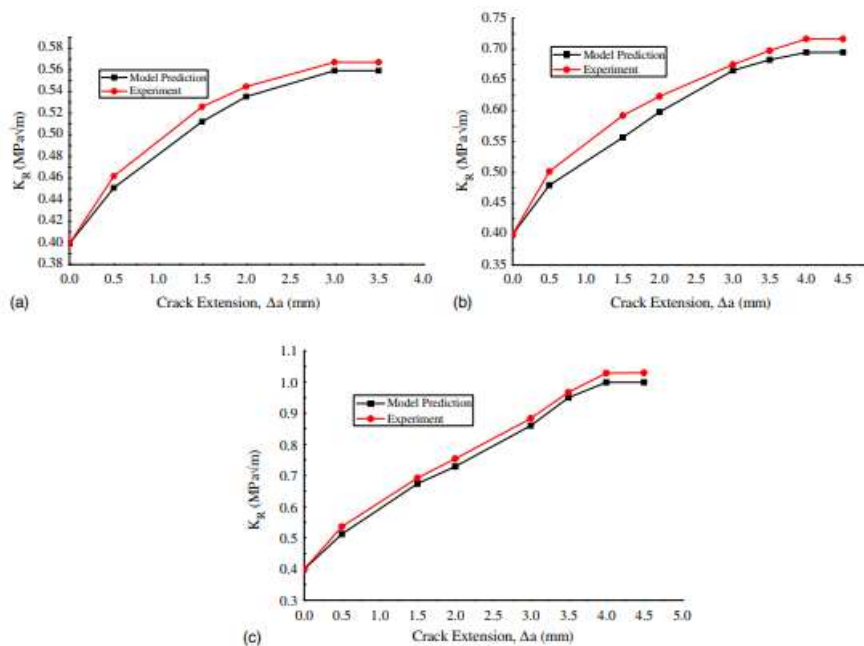 0.58
0.56
0.54
0.52
0.50
0.48
0.46
0.44
0.42
0.40
0.38
K_R (MPa√m)
Model Prediction
Experiment
0.0 0.5 1.0 1.5 2.0 2.5 3.0 3.5 4.0
Crack Extension, Δa (mm)
(a)
0.75
0.70
0.65
0.60
0.55
0.50
0.45
0.40
0.35
K_R (MPa√m)
Model Prediction
Experiment
0.0 0.5 1.0 1.5 2.0 2.5 3.0 3.5 4.0 4.5
Crack Extension, Δa (mm)
(b)
1.1
1.0
0.9
0.8
0.7
0.6
0.5
0.4
0.3
K_R (MPa√m)
Model Prediction
Experiment
0.0 0.5 1.0 1.5 2.0 2.5 3.0 3.5 4.0 4.5 5.0
Crack Extension, Δa (mm)
(c)